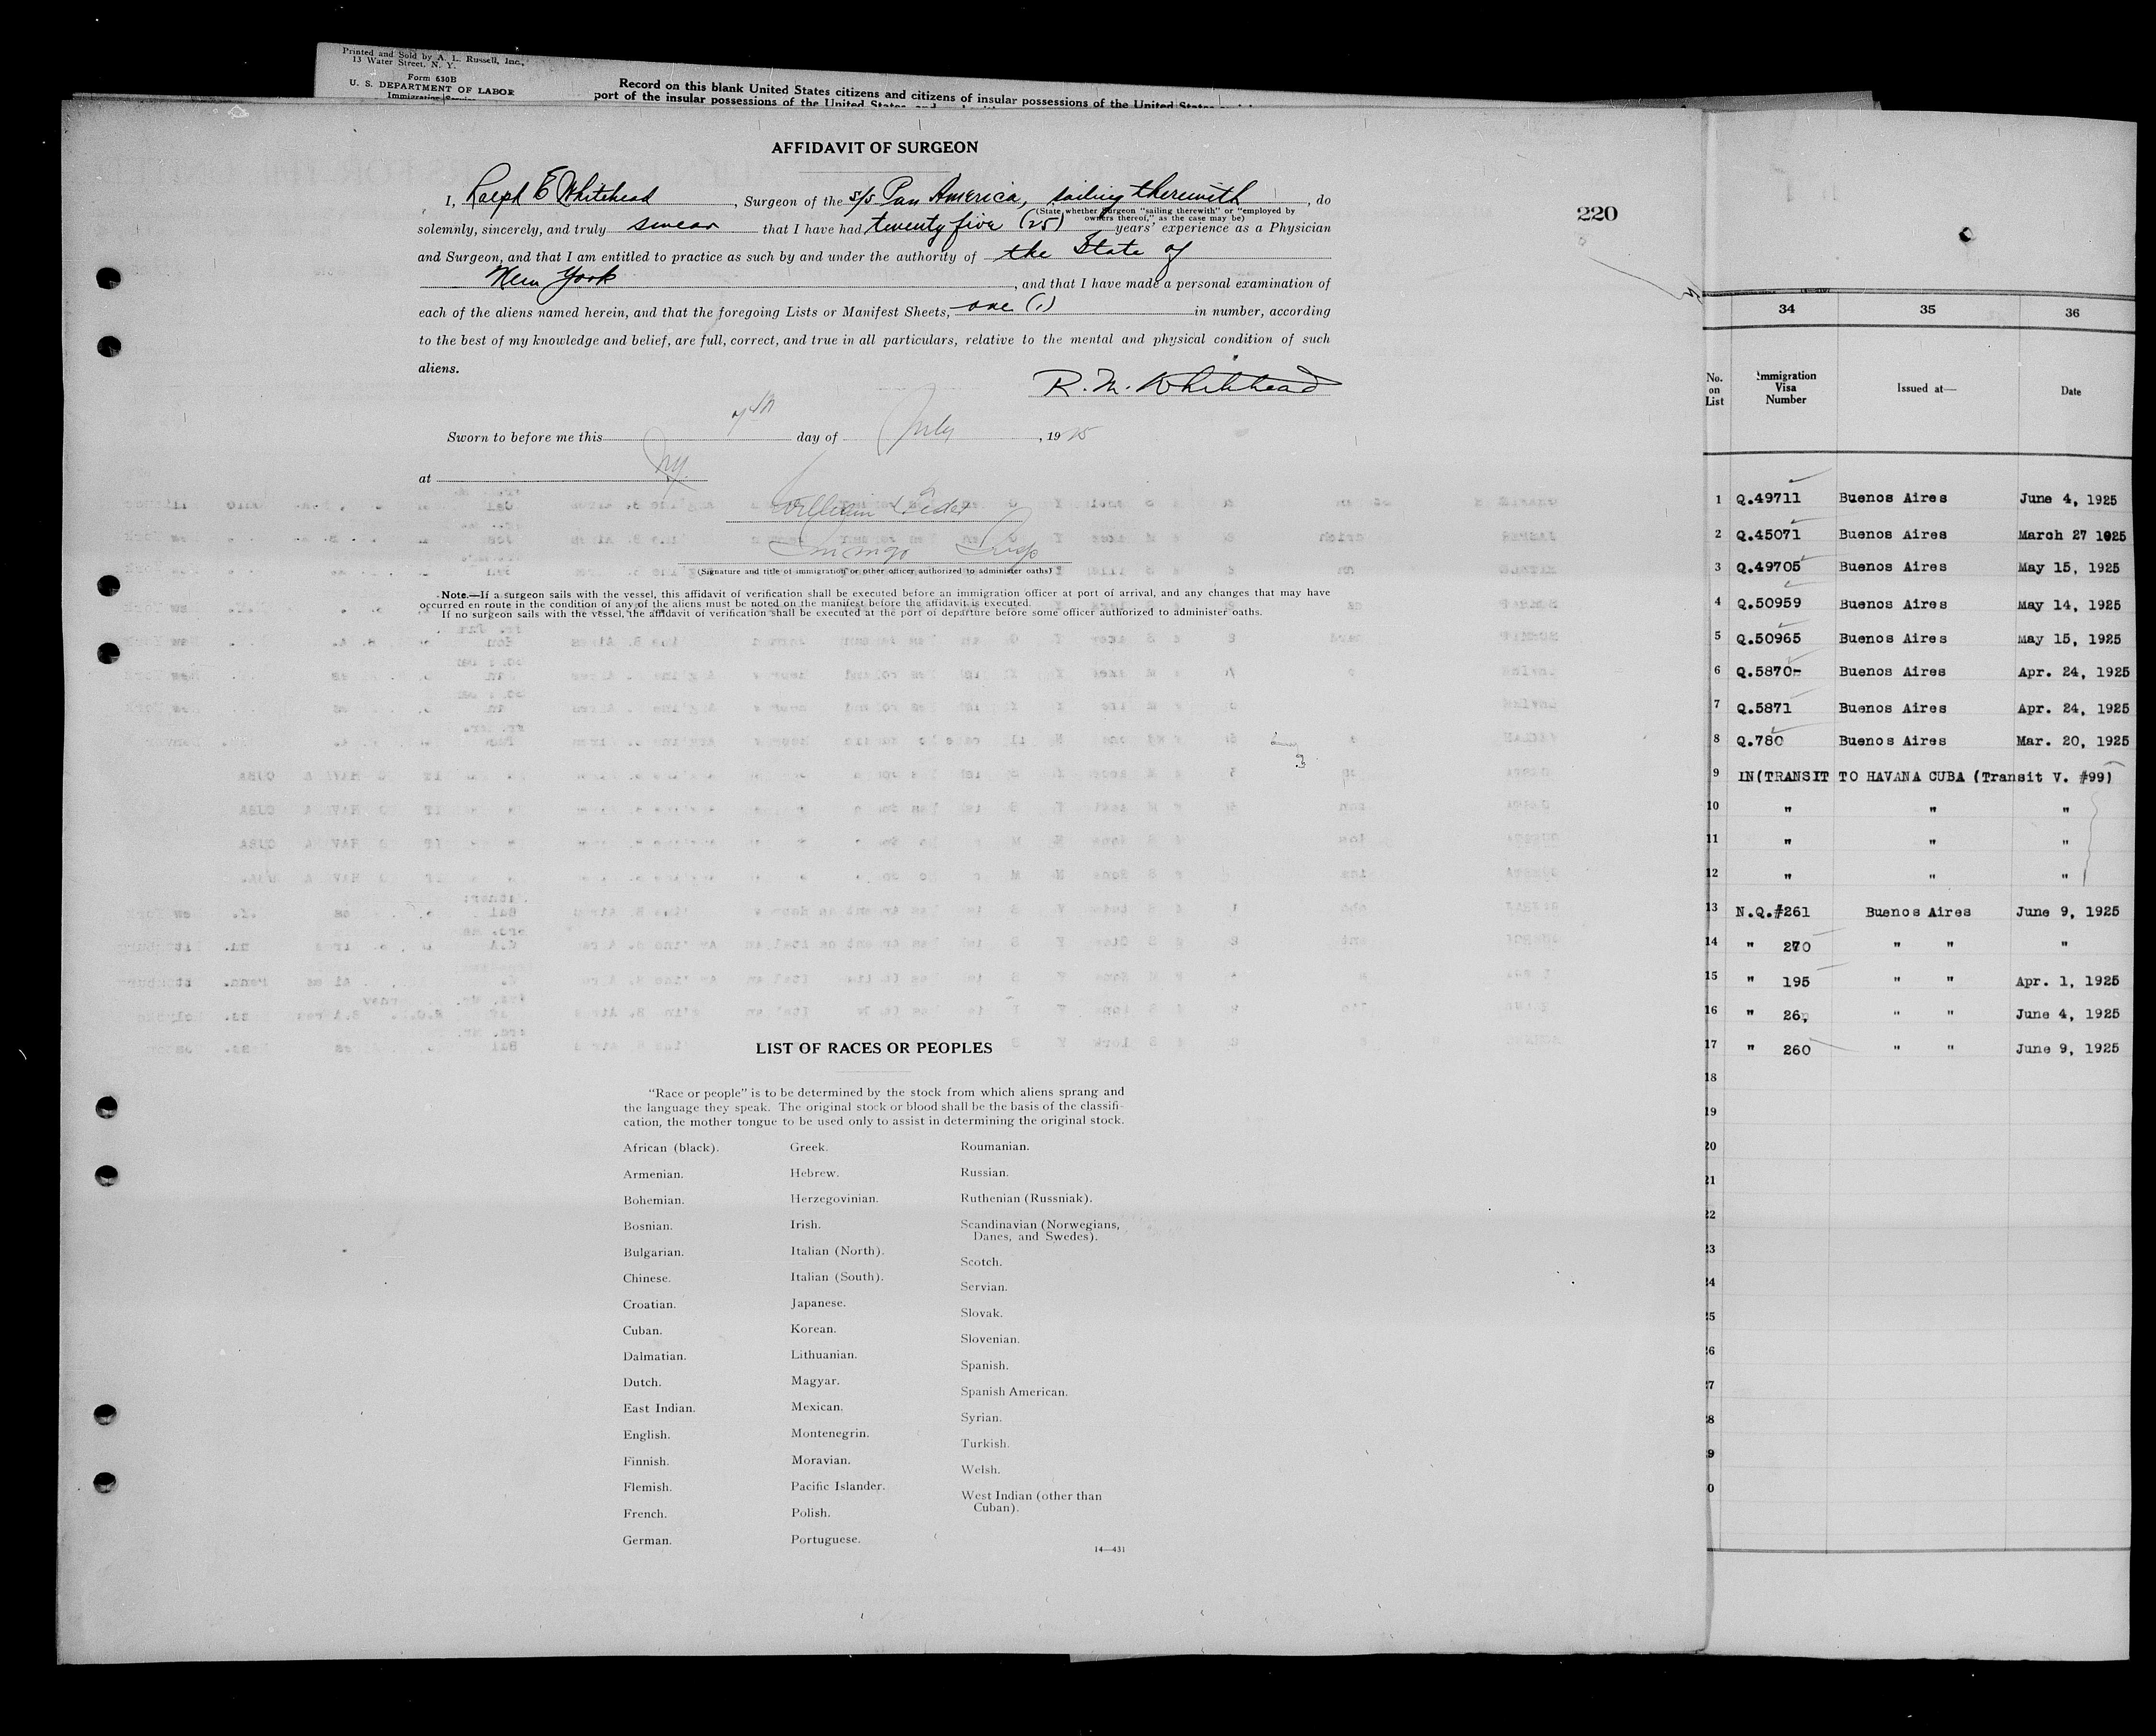 Printed and Sold by A. L. Russell, Inc.,
13 Water Street, N. Y.
Form 630B
U. S. DEPARTMENT OF LABOR
Immigration Service
Record on this blank United States citizens and citizens of insular possessions of the United States
port of the insular possessions of the United States
AFFIDAVIT OF SURGEON
I, Ralph E Whitehead, Surgeon of the S/S Pan America, sailing therewith, do
(State whether Surgeon "sailing therewith" or "employed by
owners thereof," as the case may be)
solemnly, sincerely, and truly swear that I have had twenty five (25) years' experience as a Physician
and Surgeon, and that I am entitled to practice as such by and under the authority of the State of
New York, and that I have made a personal examination of
each of the aliens named herein, and that the foregoing Lists or Manifest Sheets, one (1) in number, according
to the best of my knowledge and belief, are full, correct, and true in all particulars, relative to the mental and physical condition of such
aliens.
R. M. Whitehead
Sworn to before me this 7th day of July, 1925
at NY
William
Immigr Insp
(Signature and title of immigration or other officer authorized to administer oaths)
Note.—If a surgeon sails with the vessel, this affidavit of verification shall be executed before an immigration officer at port of arrival, and any changes that may have
occurred en route in the condition of any of the aliens must be noted on the manifest before the affidavit is executed.
If no surgeon sails with the vessel, the affidavit of verification shall be executed at the port of departure before some officer authorized to administer oaths.
LIST OF RACES OR PEOPLES
"Race or people" is to be determined by the stock from which aliens sprang and
the language they speak. The original stock or blood shall be the basis of the classifi-
cation, the mother tongue to be used only to assist in determining the original stock.
African (black).
Armenian.
Bohemian.
Bosnian.
Bulgarian.
Chinese.
Croatian.
Cuban.
Dalmatian.
Dutch.
East Indian.
English.
Finnish.
Flemish.
French.
German.
Greek.
Hebrew.
Herzegovinian.
Irish.
Italian (North).
Italian (South).
Japanese.
Korean.
Lithuanian.
Magyar.
Mexican.
Montenegrin.
Moravian.
Pacific Islander.
Polish.
Portuguese.
Roumanian.
Russian.
Ruthenian (Russniak).
Scandinavian (Norwegians,
Danes, and Swedes).
Scotch.
Servian.
Slovak.
Slovenian.
Spanish.
Spanish American.
Syrian.
Turkish.
Welsh.
West Indian (other than
Cuban).
14—431
220
34 35 36
No. on List Immigration Visa Number Issued at— Date
1 Q.49711 Buenos Aires June 4, 1925
2 Q.45071 Buenos Aires March 27 1925
3 Q.49705 Buenos Aires May 15, 1925
4 Q.50959 Buenos Aires May 14, 1925
5 Q.50965 Buenos Aires May 15, 1925
6 Q.5870- Buenos Aires Apr. 24, 1925
7 Q.5871 Buenos Aires Apr. 24, 1925
8 Q.780 Buenos Aires Mar. 20, 1925
9 IN(TRANSIT TO HAVANA CUBA (Transit V. #99)
10 " " "
11 " " "
12 " " "
13 N.Q.#261 Buenos Aires June 9, 1925
14 " 270 " " "
15 " 195 " " Apr. 1, 1925
16 " 26, " " June 4, 1925
17 " 260 " " June 9, 1925
18
19
20
21
22
23
24
25
26
27
28
29
30